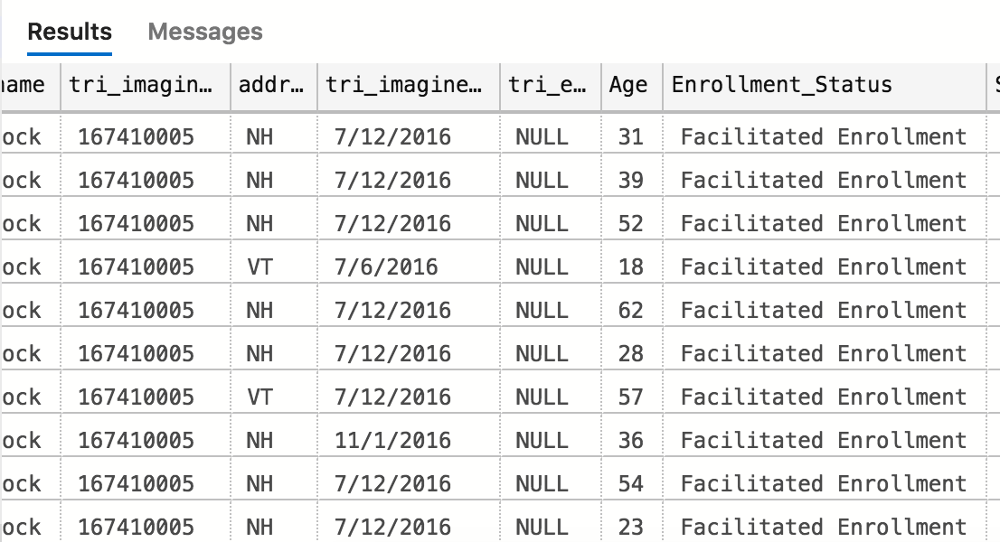 Results Messages
ame tri_imagin… addr… tri_imagine… tri_e… Age Enrollment_Status
ock 167410005 NH 7/12/2016 NULL 31 Facilitated Enrollment
ock 167410005 NH 7/12/2016 NULL 39 Facilitated Enrollment
ock 167410005 NH 7/12/2016 NULL 52 Facilitated Enrollment
ock 167410005 VT 7/6/2016 NULL 18 Facilitated Enrollment
ock 167410005 NH 7/12/2016 NULL 62 Facilitated Enrollment
ock 167410005 NH 7/12/2016 NULL 28 Facilitated Enrollment
ock 167410005 VT 7/12/2016 NULL 57 Facilitated Enrollment
ock 167410005 NH 11/1/2016 NULL 36 Facilitated Enrollment
ock 167410005 NH 7/12/2016 NULL 54 Facilitated Enrollment
ock 167410005 NH 7/12/2016 NULL 23 Facilitated Enrollment